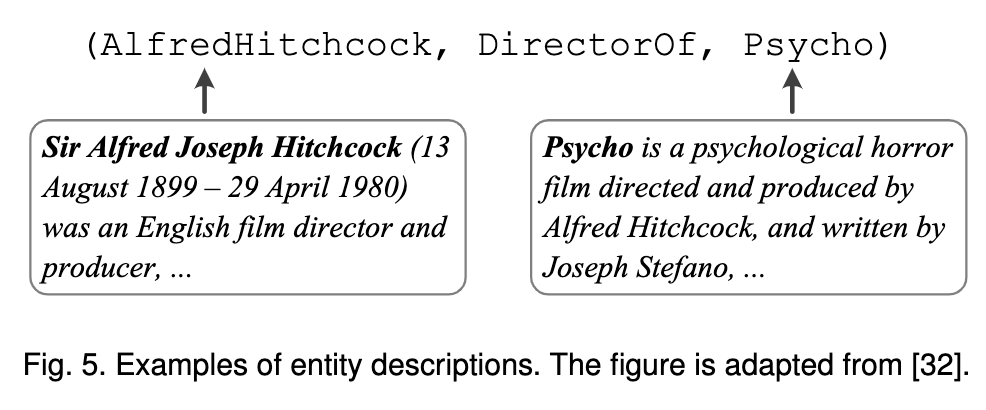 (AlfredHitchcock, DirectorOf, Psycho)
Sir Alfred Joseph Hitchcock (13
August 1899 – 29 April 1980)
was an English film director and
producer, ...
Psycho is a psychological horror
film directed and produced by
Alfred Hitchcock, and written by
Joseph Stefano, ...
Fig. 5. Examples of entity descriptions. The figure is adapted from [32].